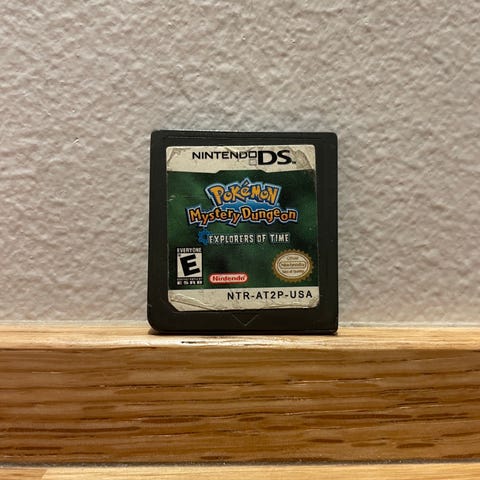 NINTENDO DS
POKÉMON
Mystery Dungeon
EXPLORERS OF TIME
EVERYONE
E
ESRB
Nintendo
NTR-AT2P-USA